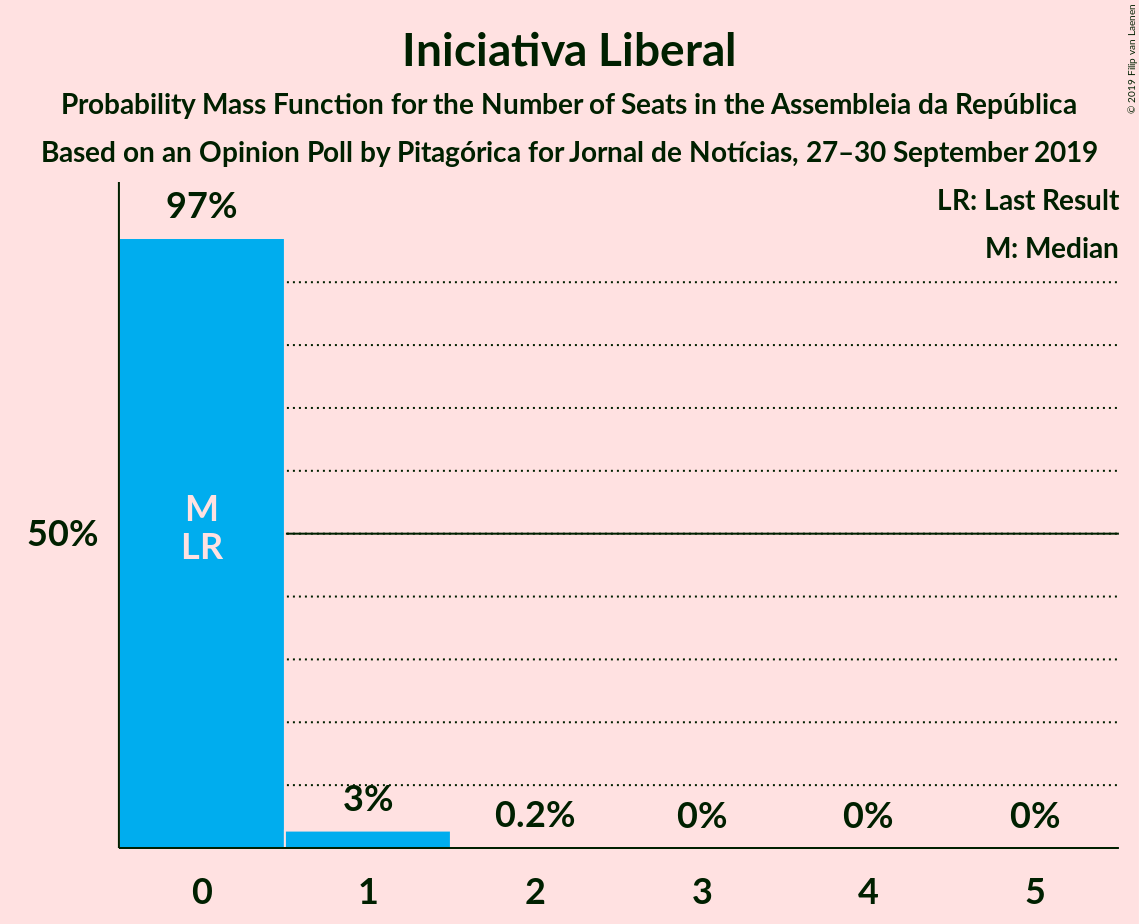 Iniciativa Liberal
Probability Mass Function for the Number of Seats in the Assembleia da República
Based on an Opinion Poll by Pitagórica for Jornal de Notícias, 27–30 September 2019
© 2019 Filip van Laenen
LR: Last Result
M: Median
97%
M
LR
50%
3%
0.2%
0%
0%
0%
0
1
2
3
4
5